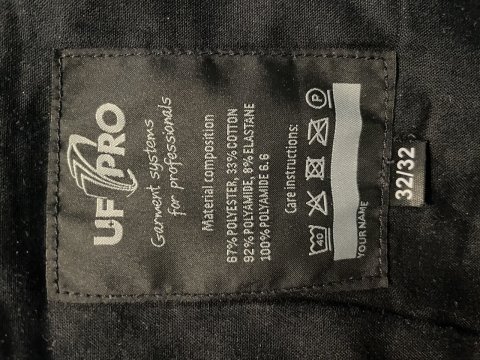 UF PRO
Garment systems
for professionals
Material composition
67% POLYESTER, 33% COTTON
92% POLYAMIDE, 8% ELASTANE
100% POLYAMIDE 6.6
Care instructions:
40
P
YOUR NAME
32/32